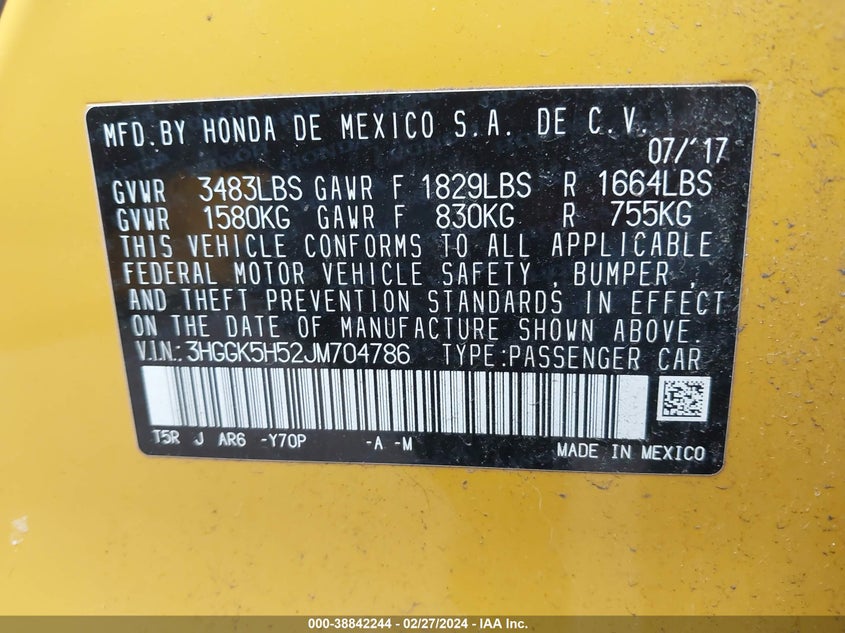 MFD.BY HONDA DE MEXICO S.A. DE C.V.
07/'17
GVWR 3483LBS GAWR F 1829LBS R 1664LBS
GVWR 1580KG GAWR F 830KG R 755KG
THIS VEHICLE CONFORMS TO ALL APPLICABLE
FEDERAL MOTOR VEHICLE SAFETY , BUMPER ,
AND THEFT PREVENTION STANDARDS IN EFFECT
ON THE DATE OF MANUFACTURE SHOWN ABOVE.
V.I.N.:3HGGK5H52JM704786 TYPE:PASSENGER CAR
T5R J AR6 -Y70P -A -M
MADE IN MEXICO
000-38842244 - 02/27/2024 - IAA Inc.